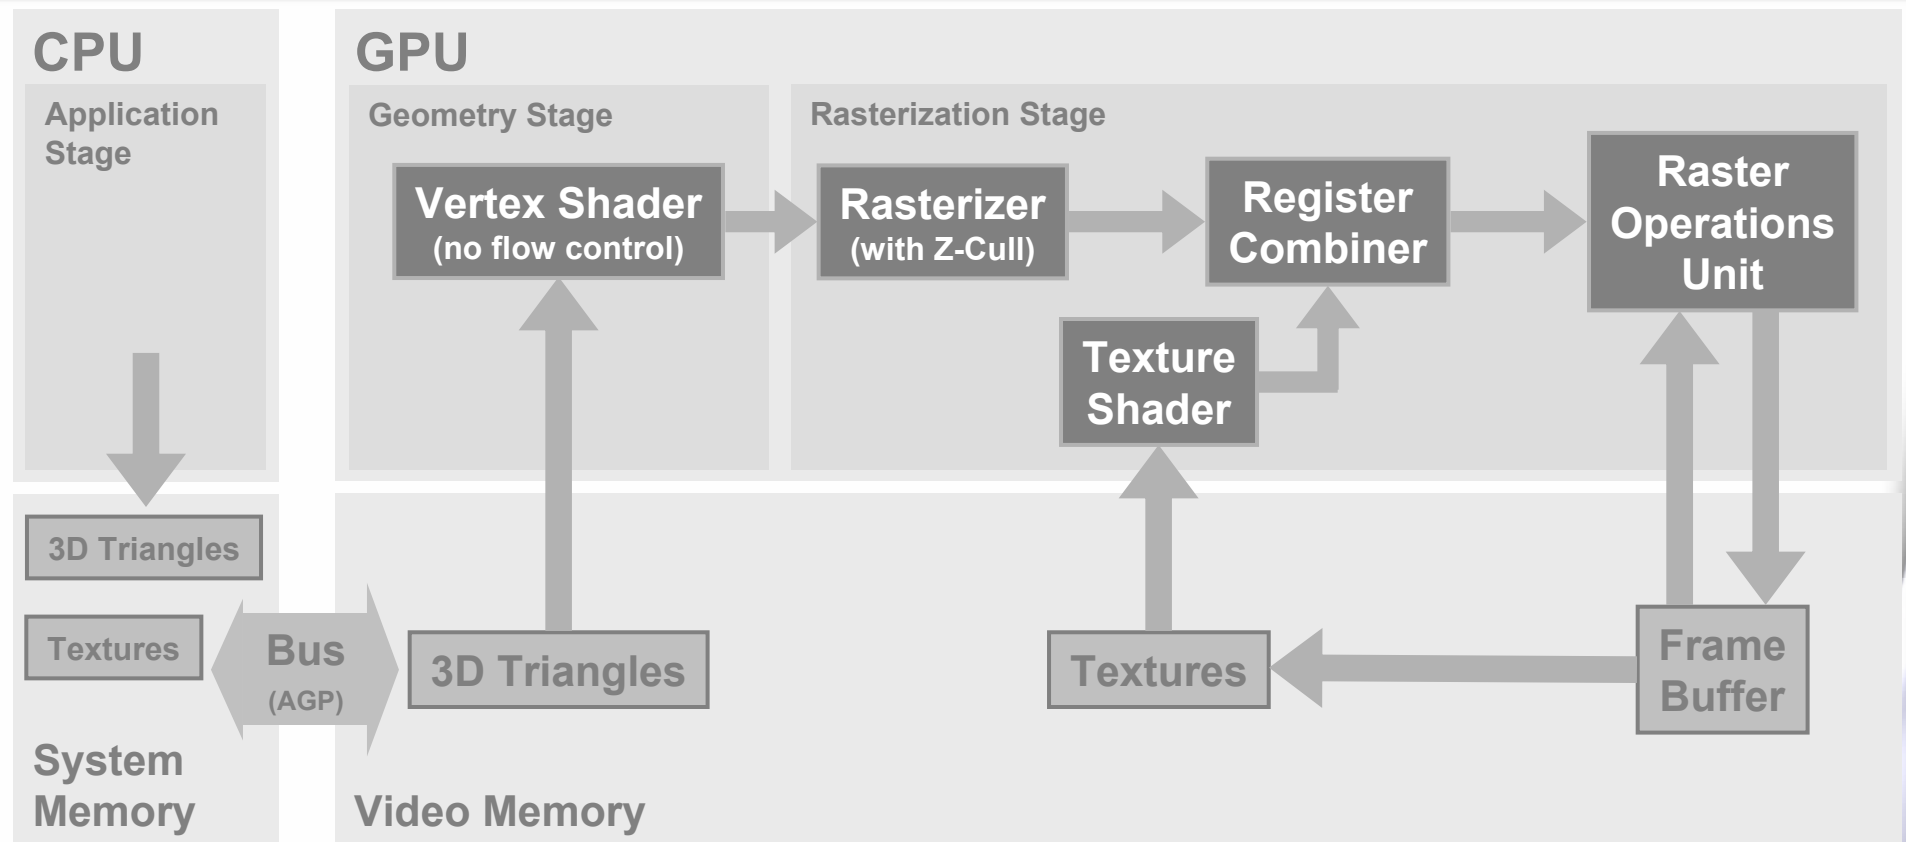 CPU
Application
Stage
GPU
Geometry Stage
Vertex Shader
(no flow control)
Rasterization Stage
Rasterizer
(with Z-Cull)
Register
Combiner
Raster
Operations
Unit
Texture
Shader
3D Triangles
Textures
Bus
(AGP)
System
Memory
3D Triangles
Textures
Frame
Buffer
Video Memory